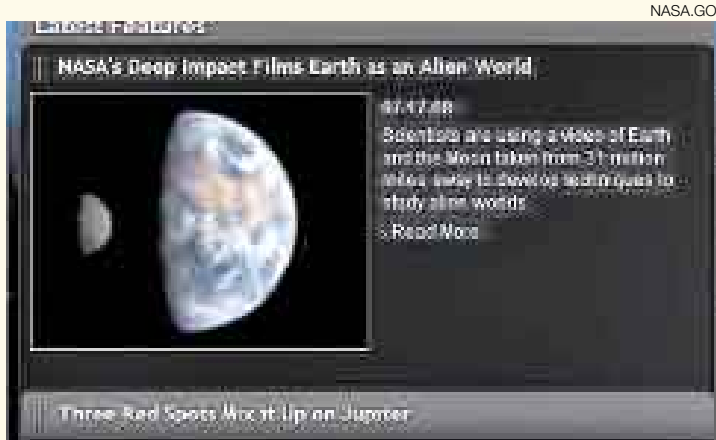 NASA.GO
Latest Features
NASA's Deep Impact Films Earth as an Alien World
07.17.08
Scientists are using a video of Earth
and the Moon taken from 31 million
miles away to develop techniques to
study alien worlds
› Read More
Three Red Spots Mix it Up on Jupiter